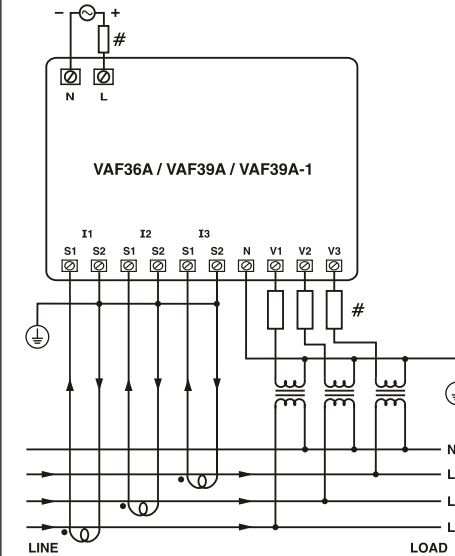 − +
#
N L
VAF36A / VAF39A / VAF39A-1
I1 I2 I3
S1 S2 S1 S2 S1 S2 N V1 V2 V3
#
N
L
L
L
LINE LOAD